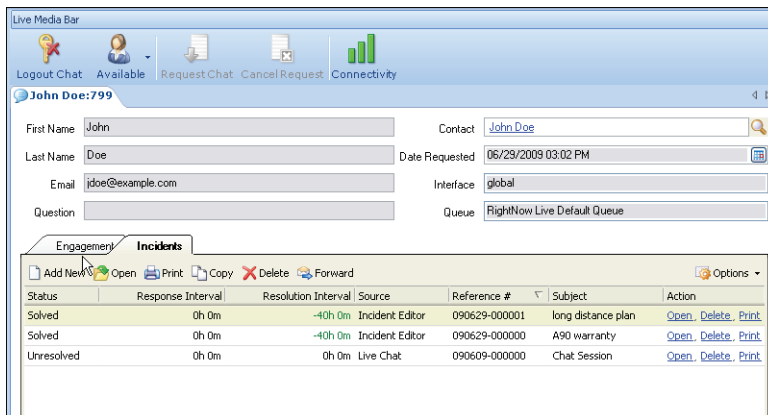 Live Media Bar
Logout Chat Available Request Chat Cancel Request Connectivity
John Doe:799
First Name John Contact John Doe
Last Name Doe Date Requested 06/29/2009 03:02 PM
Email jdoe@example.com Interface global
Question Queue RightNow Live Default Queue
Engagement Incidents
Add New Open Print Copy Delete Forward Options
Status Response Interval Resolution Interval Source Reference # Subject Action
Solved 0h 0m -40h 0m Incident Editor 090629-000001 long distance plan Open, Delete, Print
Solved 0h 0m -40h 0m Incident Editor 090629-000000 A90 warranty Open, Delete, Print
Unresolved 0h 0m 0h 0m Live Chat 090609-000000 Chat Session Open, Delete, Print